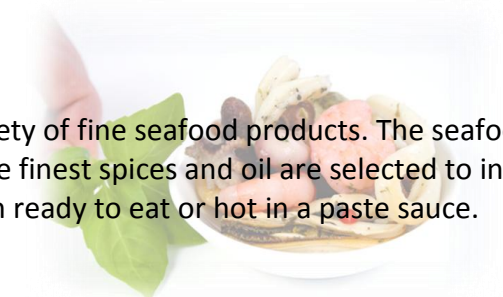 ety of fine seafood products. The seafo
e finest spices and oil are selected to in
n ready to eat or hot in a paste sauce.